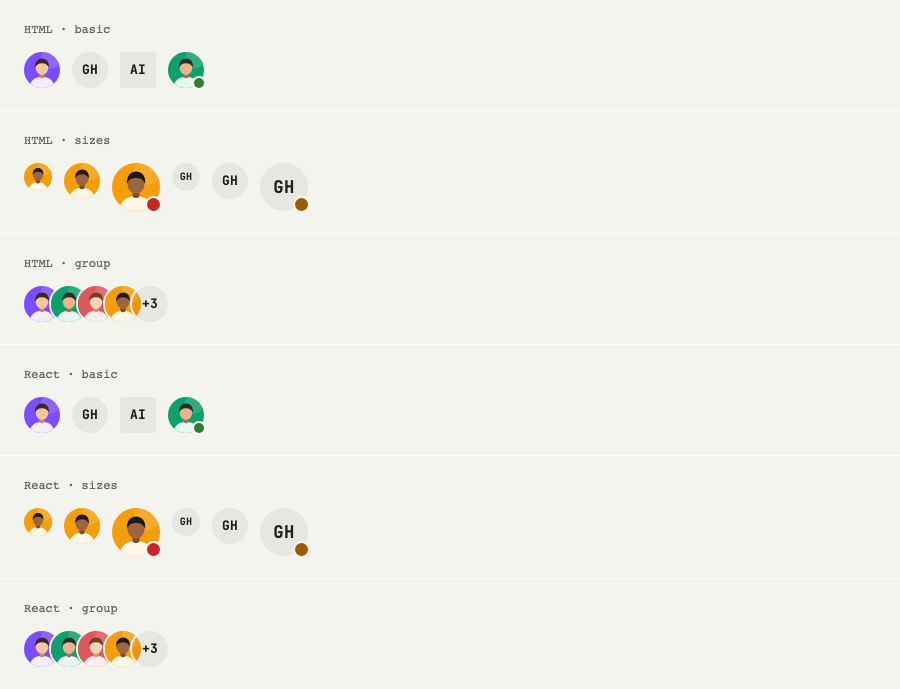 HTML · basic
GH AI
HTML · sizes
GH GH GH
HTML · group
+3
React · basic
GH AI
React · sizes
GH GH GH
React · group
+3